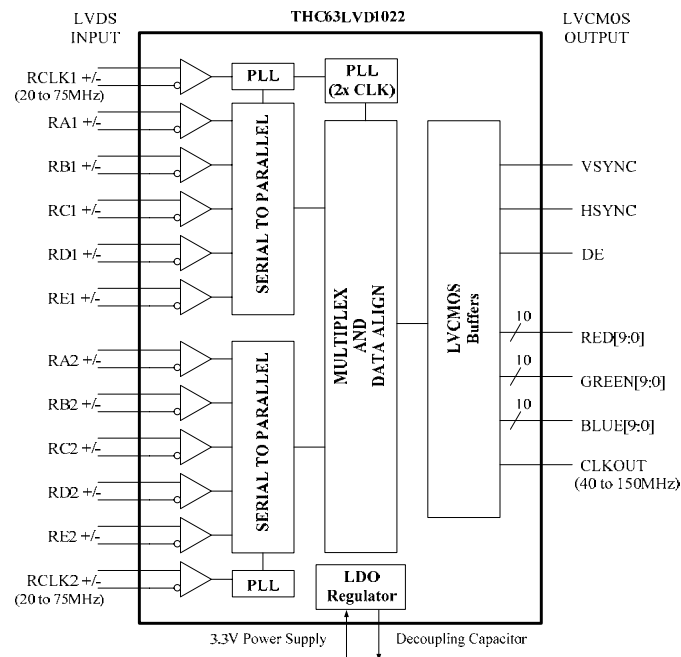 THC63LVD1022
LVDS
INPUT
LVCMOS
OUTPUT
RCLK1 +/-
(20 to 75MHz)
RA1 +/-
RB1 +/-
RC1 +/-
RD1 +/-
RE1 +/-
RA2 +/-
RB2 +/-
RC2 +/-
RD2 +/-
RE2 +/-
RCLK2 +/-
(20 to 75MHz)
PLL
PLL
(2x CLK)
SERIAL TO PARALLEL
SERIAL TO PARALLEL
PLL
MULTIPLEX
AND
DATA ALIGN
LVCMOS
Buffers
LDO
Regulator
VSYNC
HSYNC
DE
10
RED[9:0]
10
GREEN[9:0]
10
BLUE[9:0]
CLKOUT
(40 to 150MHz)
3.3V Power Supply
Decoupling Capacitor